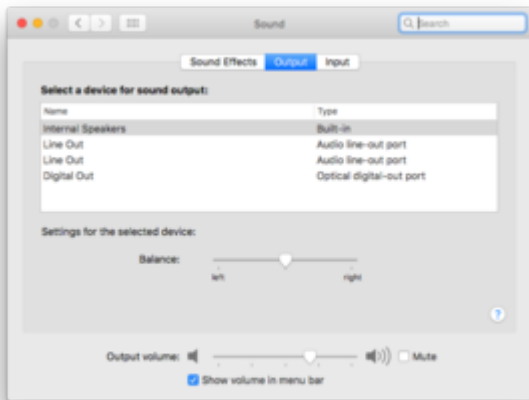 Sound
Search
Sound Effects Output Input
Select a device for sound output:
Name Type
Internal Speakers Built-in
Line Out Audio line-out port
Line Out Audio line-out port
Digital Out Optical digital-out port
Settings for the selected device:
Balance:
left right
?
Output volume: Mute
Show volume in menu bar